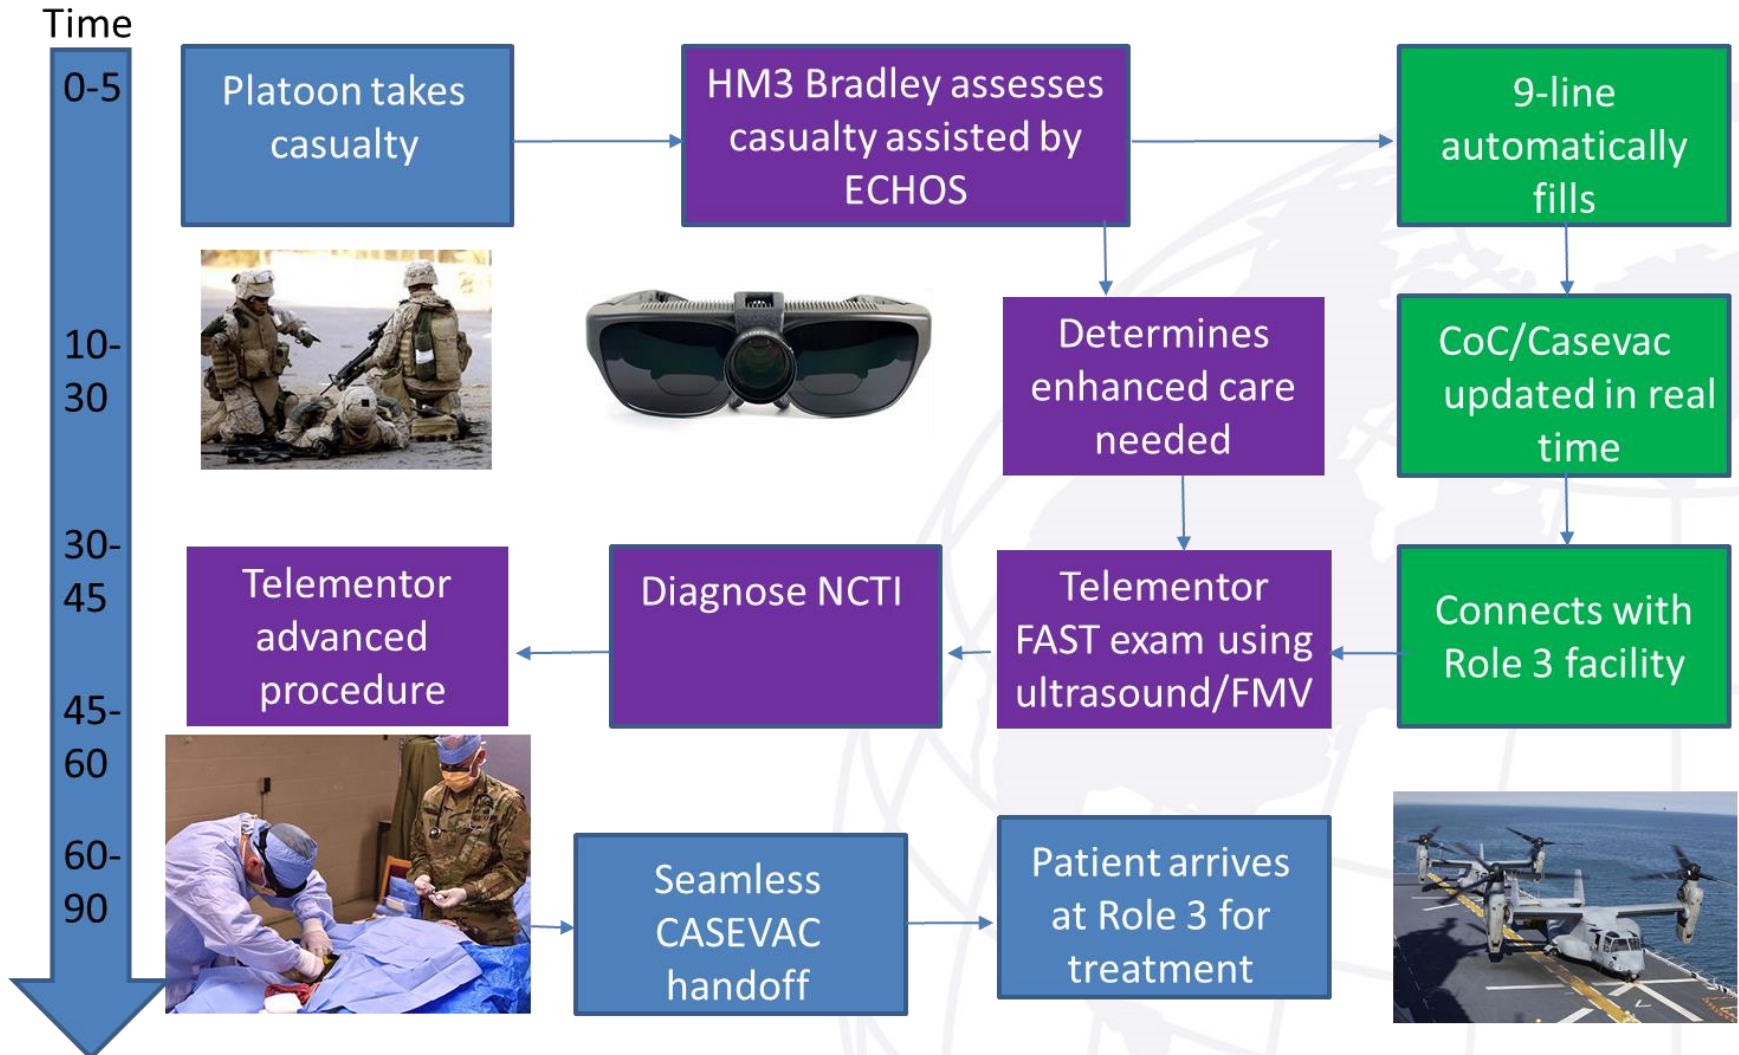 Time
0-5
10-
30
30-
45
45-
60
60-
90
Platoon takes
casualty
HM3 Bradley assesses
casualty assisted by
ECHOS
9-line
automatically
fills
Determines
enhanced care
needed
CoC/Casevac
updated in real
time
Telementor
advanced
procedure
Diagnose NCTI
Telementor
FAST exam using
ultrasound/FMV
Connects with
Role 3 facility
Seamless
CASEVAC
handoff
Patient arrives
at Role 3 for
treatment